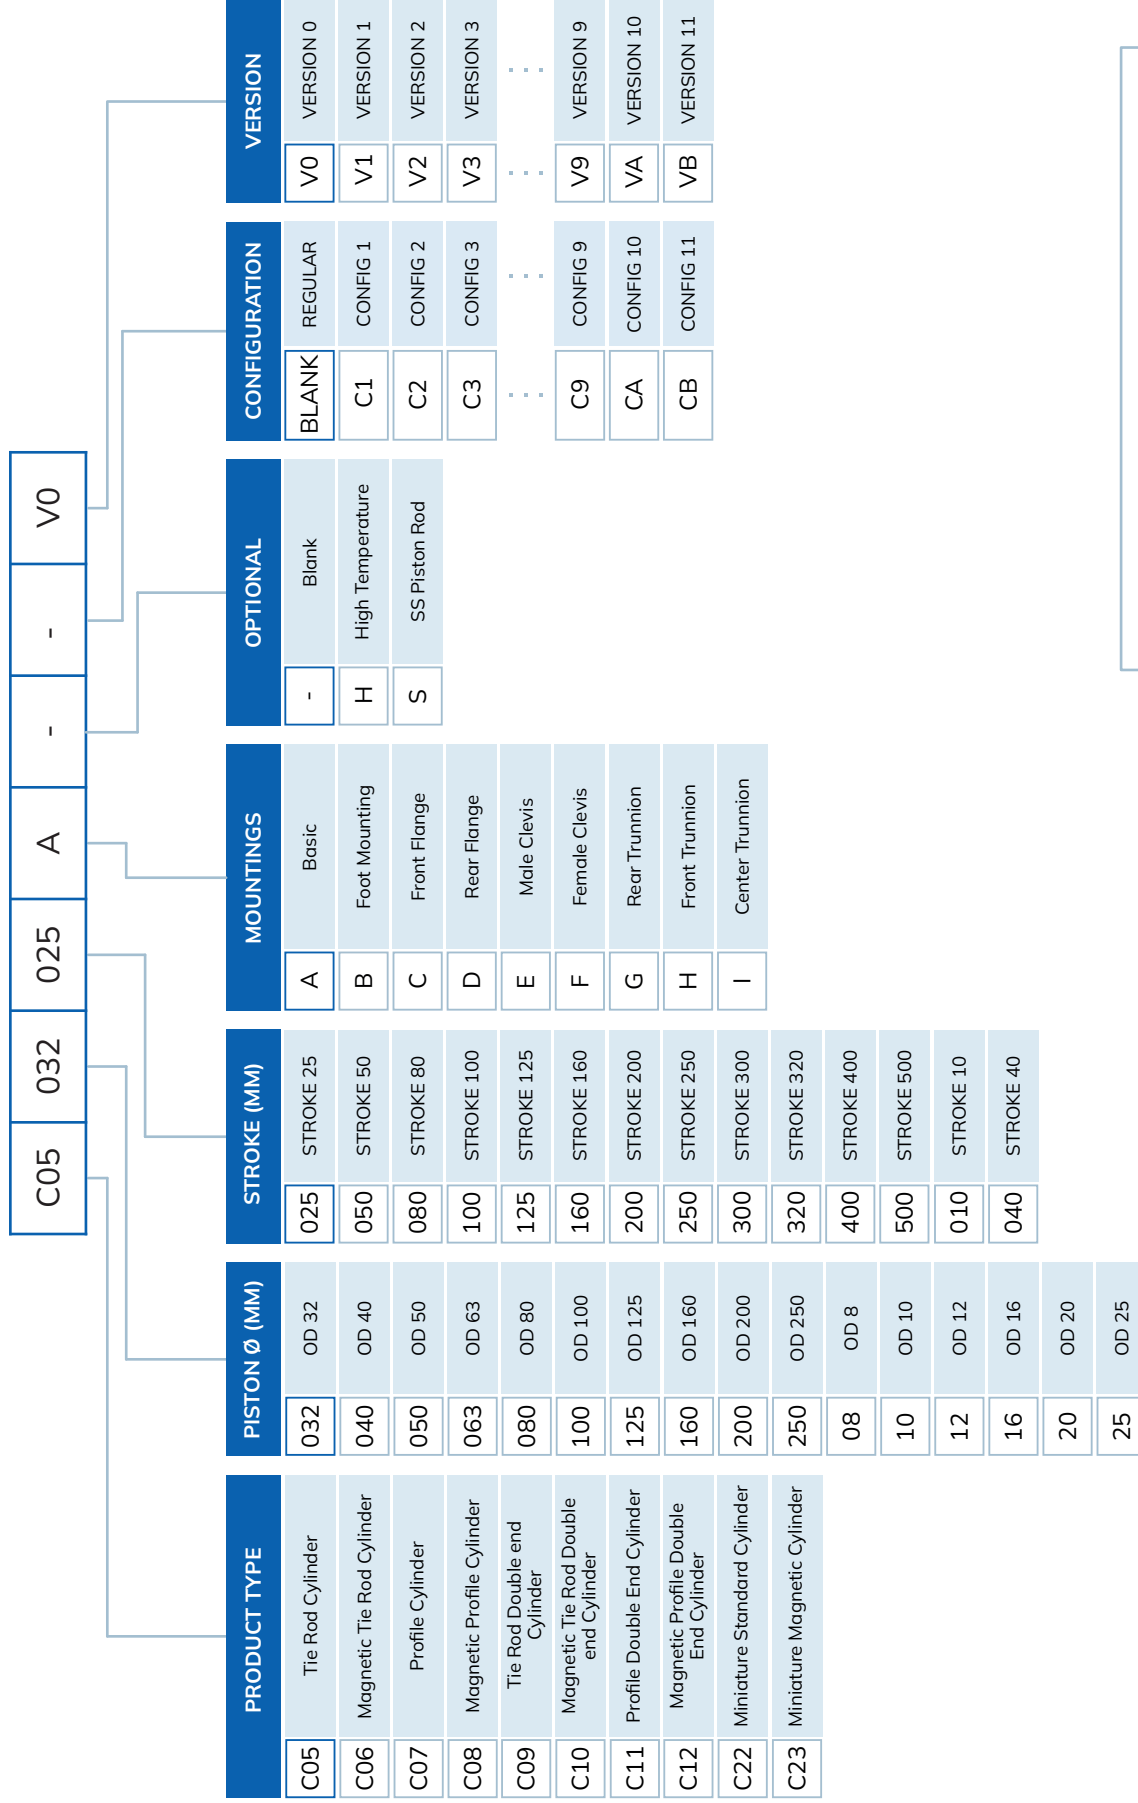 C05 032 025 A - - V0
PRODUCT TYPE
C05 Tie Rod Cylinder
C06 Magnetic Tie Rod Cylinder
C07 Profile Cylinder
C08 Magnetic Profile Cylinder
C09 Tie Rod Double end
Cylinder
C10 Magnetic Tie Rod Double
end Cylinder
C11 Profile Double End Cylinder
C12 Magnetic Profile Double
End Cylinder
C22 Miniature Standard Cylinder
C23 Miniature Magnetic Cylinder
PISTON Ø (MM)
032 OD 32
040 OD 40
050 OD 50
063 OD 63
080 OD 80
100 OD 100
125 OD 125
160 OD 160
200 OD 200
250 OD 250
08 OD 8
10 OD 10
12 OD 12
16 OD 16
20 OD 20
25 OD 25
STROKE (MM)
025 STROKE 25
050 STROKE 50
080 STROKE 80
100 STROKE 100
125 STROKE 125
160 STROKE 160
200 STROKE 200
250 STROKE 250
300 STROKE 300
320 STROKE 320
400 STROKE 400
500 STROKE 500
010 STROKE 10
040 STROKE 40
MOUNTINGS
A Basic
B Foot Mounting
C Front Flange
D Rear Flange
E Male Clevis
F Female Clevis
G Rear Trunnion
H Front Trunnion
I Center Trunnion
OPTIONAL
- Blank
H High Temperature
S SS Piston Rod
CONFIGURATION
BLANK REGULAR
C1 CONFIG 1
C2 CONFIG 2
C3 CONFIG 3
... ...
C9 CONFIG 9
CA CONFIG 10
CB CONFIG 11
VERSION
V0 VERSION 0
V1 VERSION 1
V2 VERSION 2
V3 VERSION 3
... ...
V9 VERSION 9
VA VERSION 10
VB VERSION 11